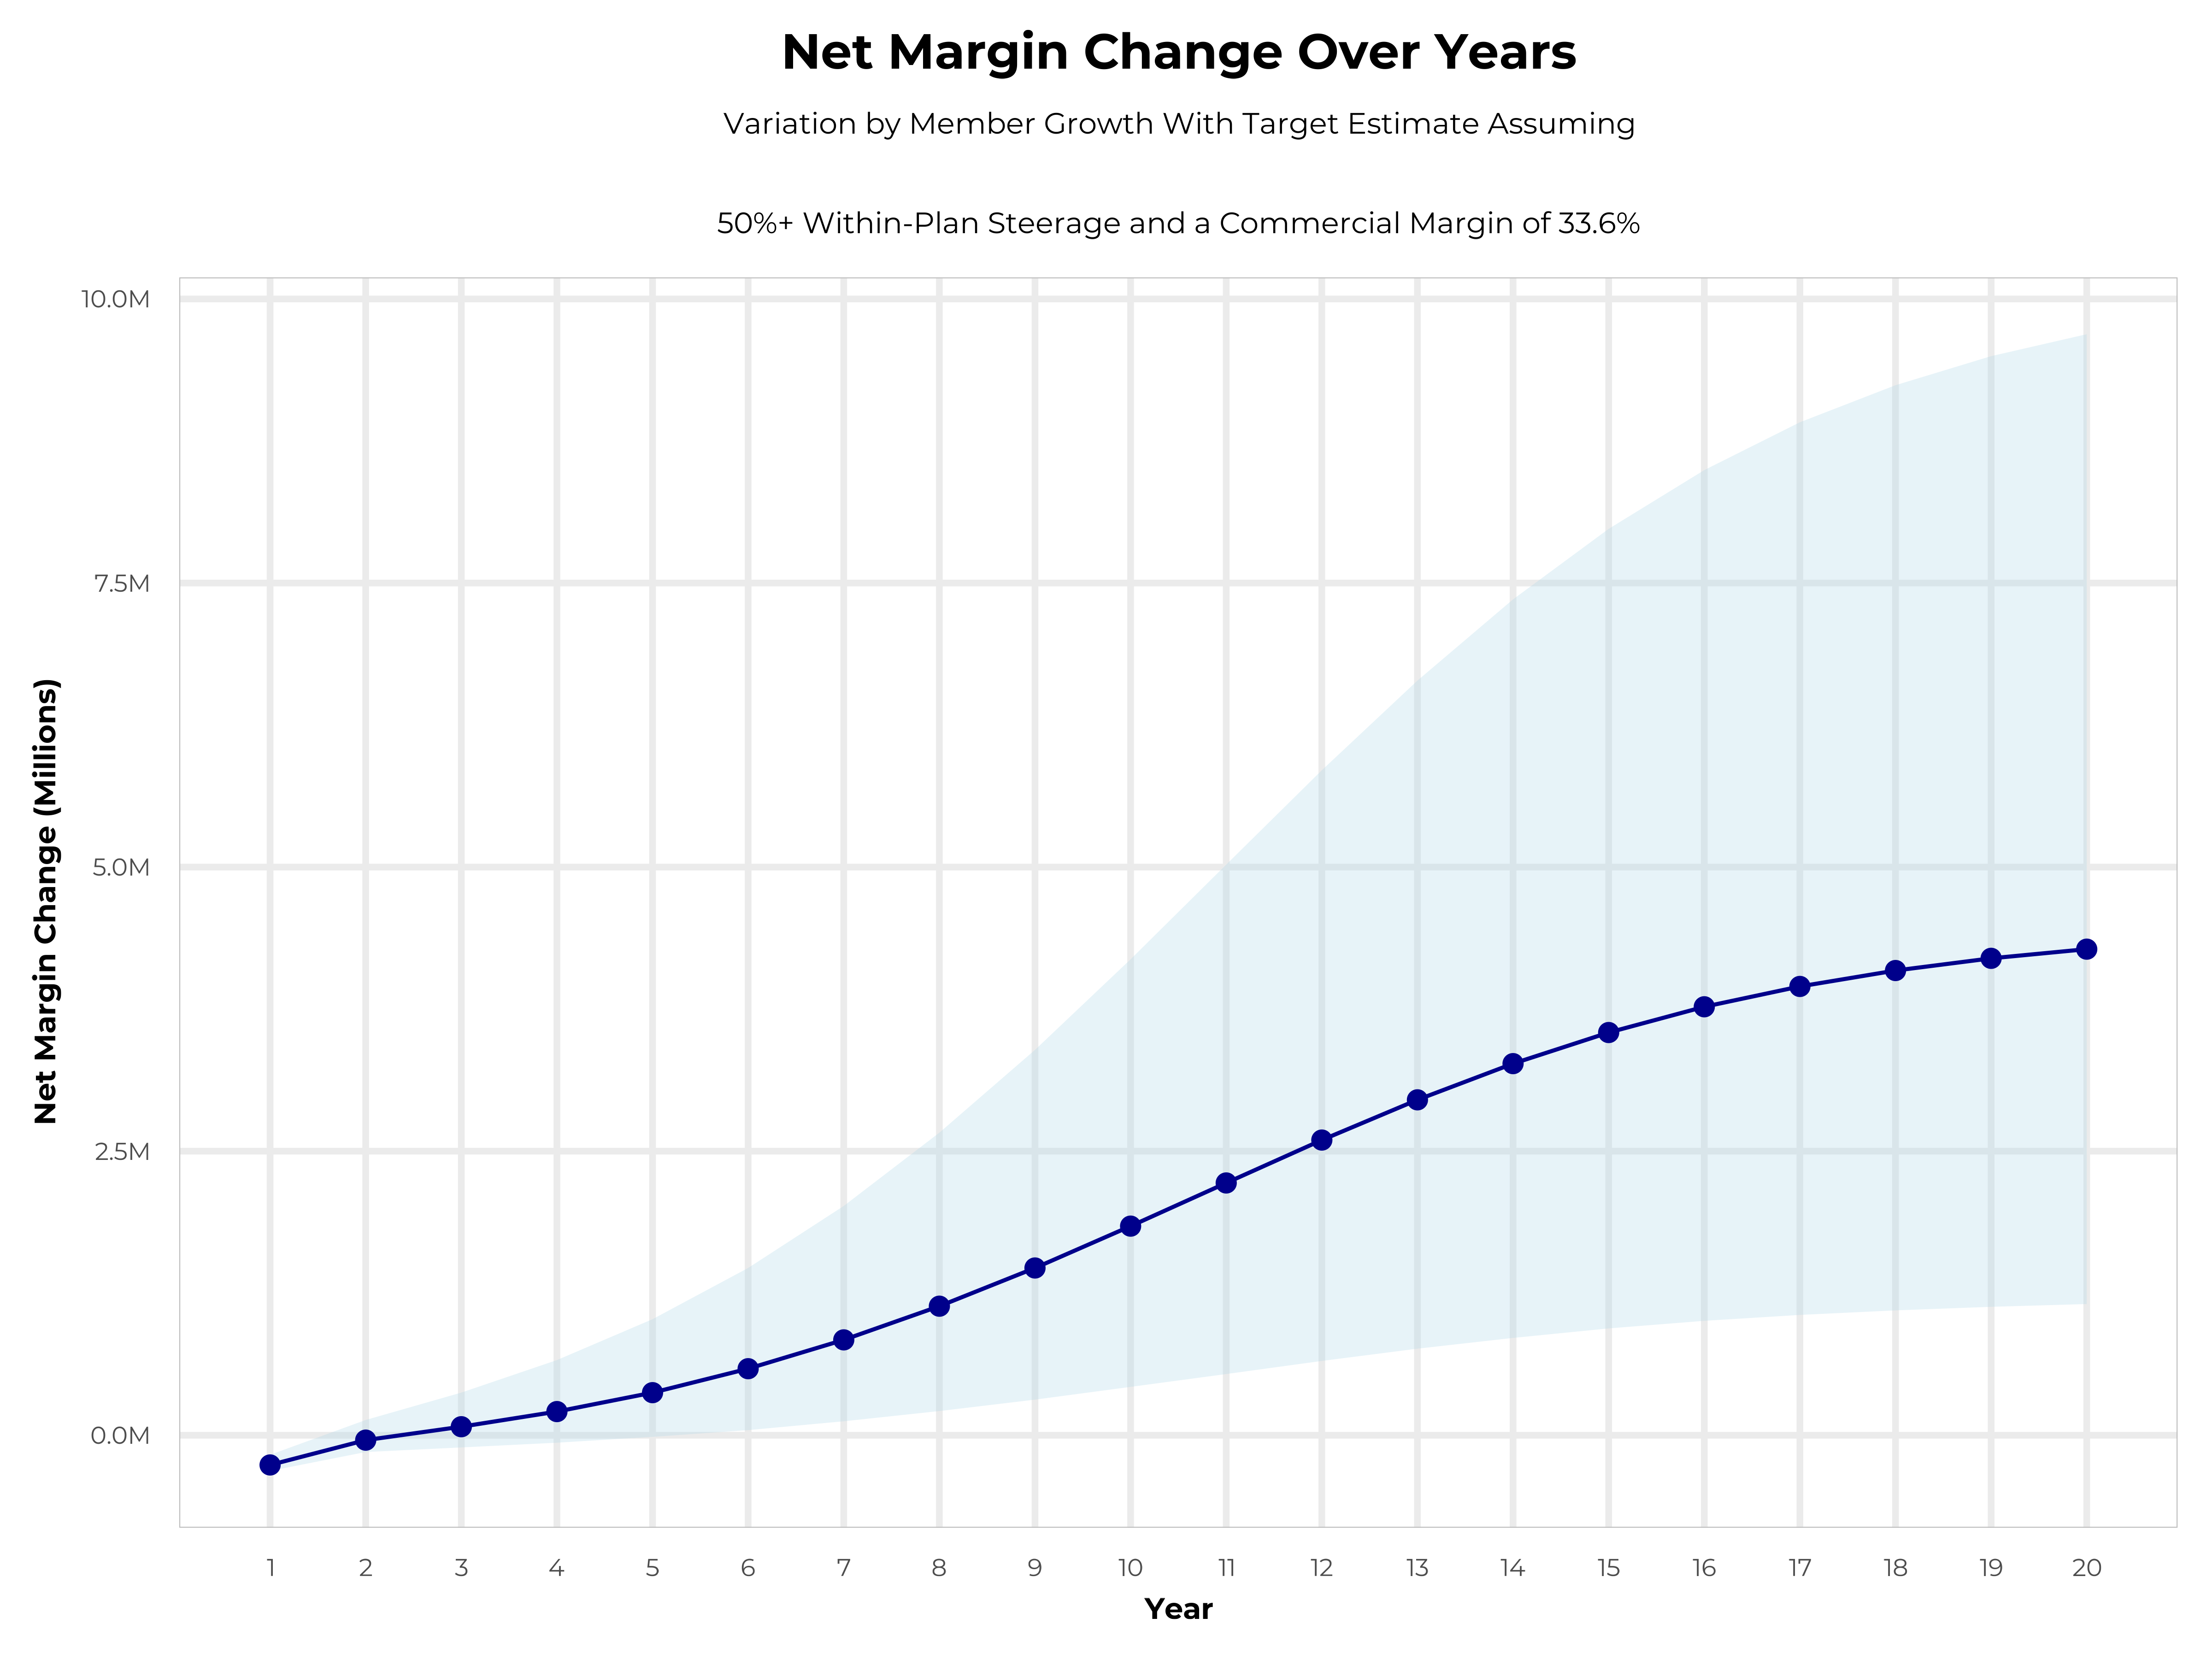 Net Margin Change Over Years
Variation by Member Growth With Target Estimate Assuming
50%+ Within-Plan Steerage and a Commercial Margin of 33.6%
Net Margin Change (Millions)
10.0M
7.5M
5.0M
2.5M
0.0M
1 2 3 4 5 6 7 8 9 10 11 12 13 14 15 16 17 18 19 20
Year